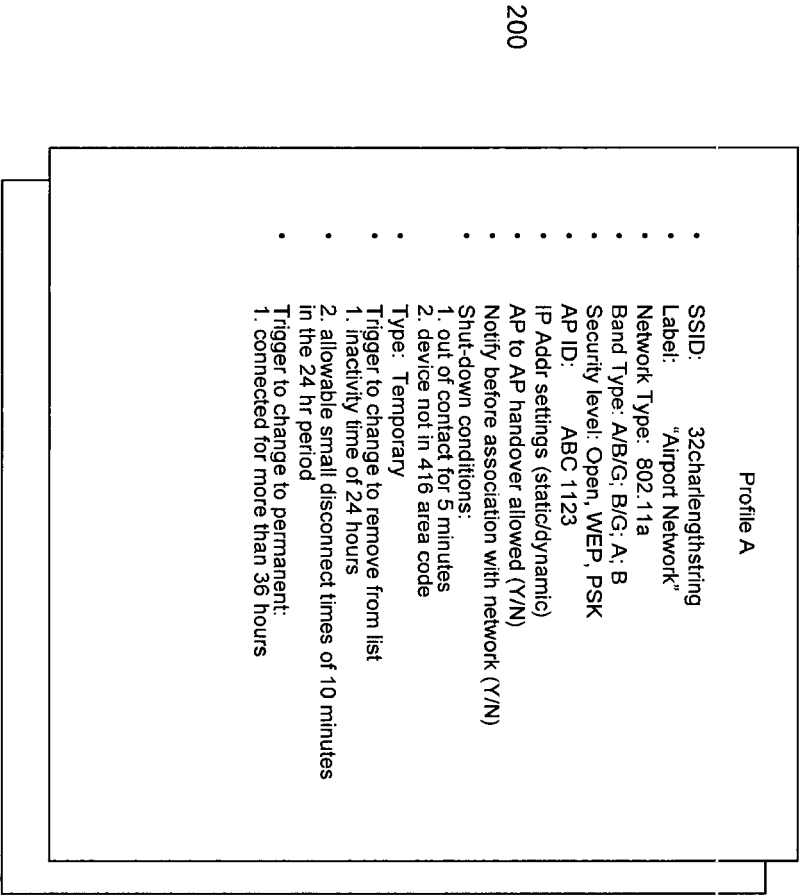 200
Profile A
• SSID: 32charlengthstring
• Label: "Airport Network"
• Network Type: 802.11a
• Band Type: A/B/G; B/G; A; B
• Security level: Open, WEP, PSK
• AP ID: ABC 1123
• IP Addr settings (static/dynamic)
• AP to AP handover allowed (Y/N)
• Notify before association with network (Y/N)
• Shut-down conditions:
1. out of contact for 5 minutes
2. device not in 416 area code
• Type: Temporary
• Trigger to change to remove from list
1. inactivity time of 24 hours
• 2. allowable small disconnect times of 10 minutes
in the 24 hr period
• Trigger to change to permanent:
1. connected for more than 36 hours